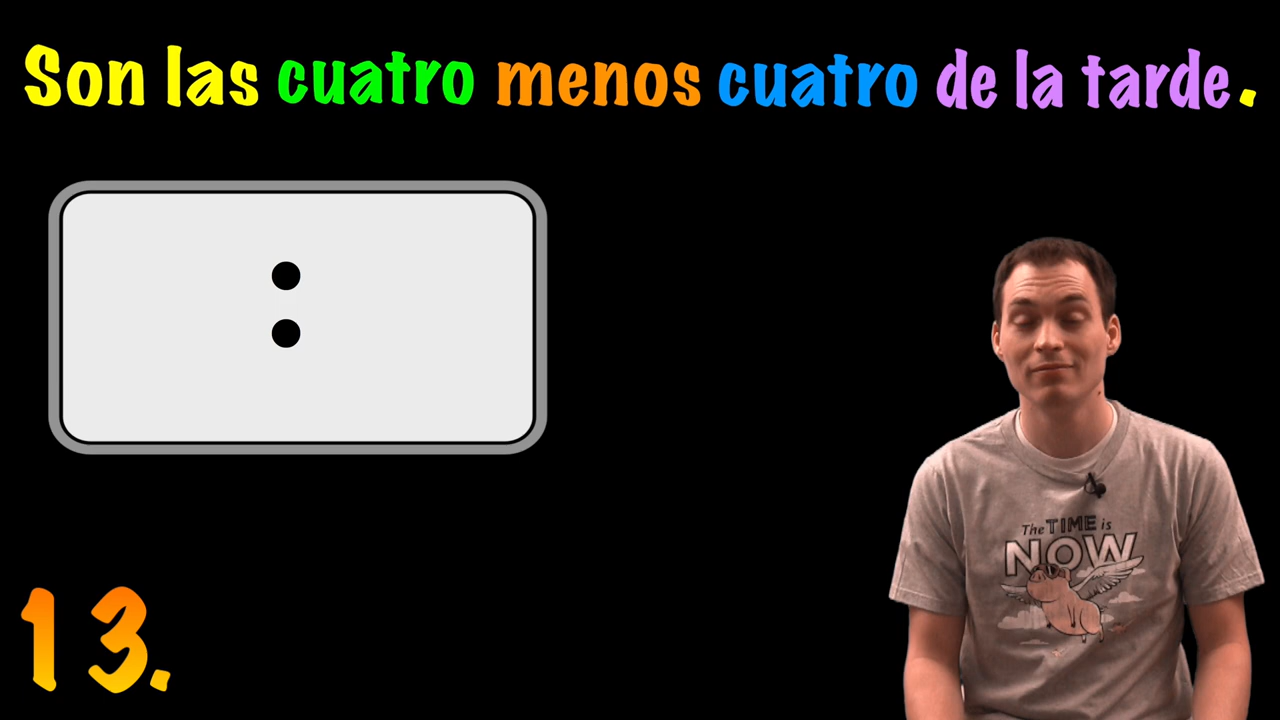 Son las cuatro menos cuatro de la tarde.
:
The TIME is
NOW
13.